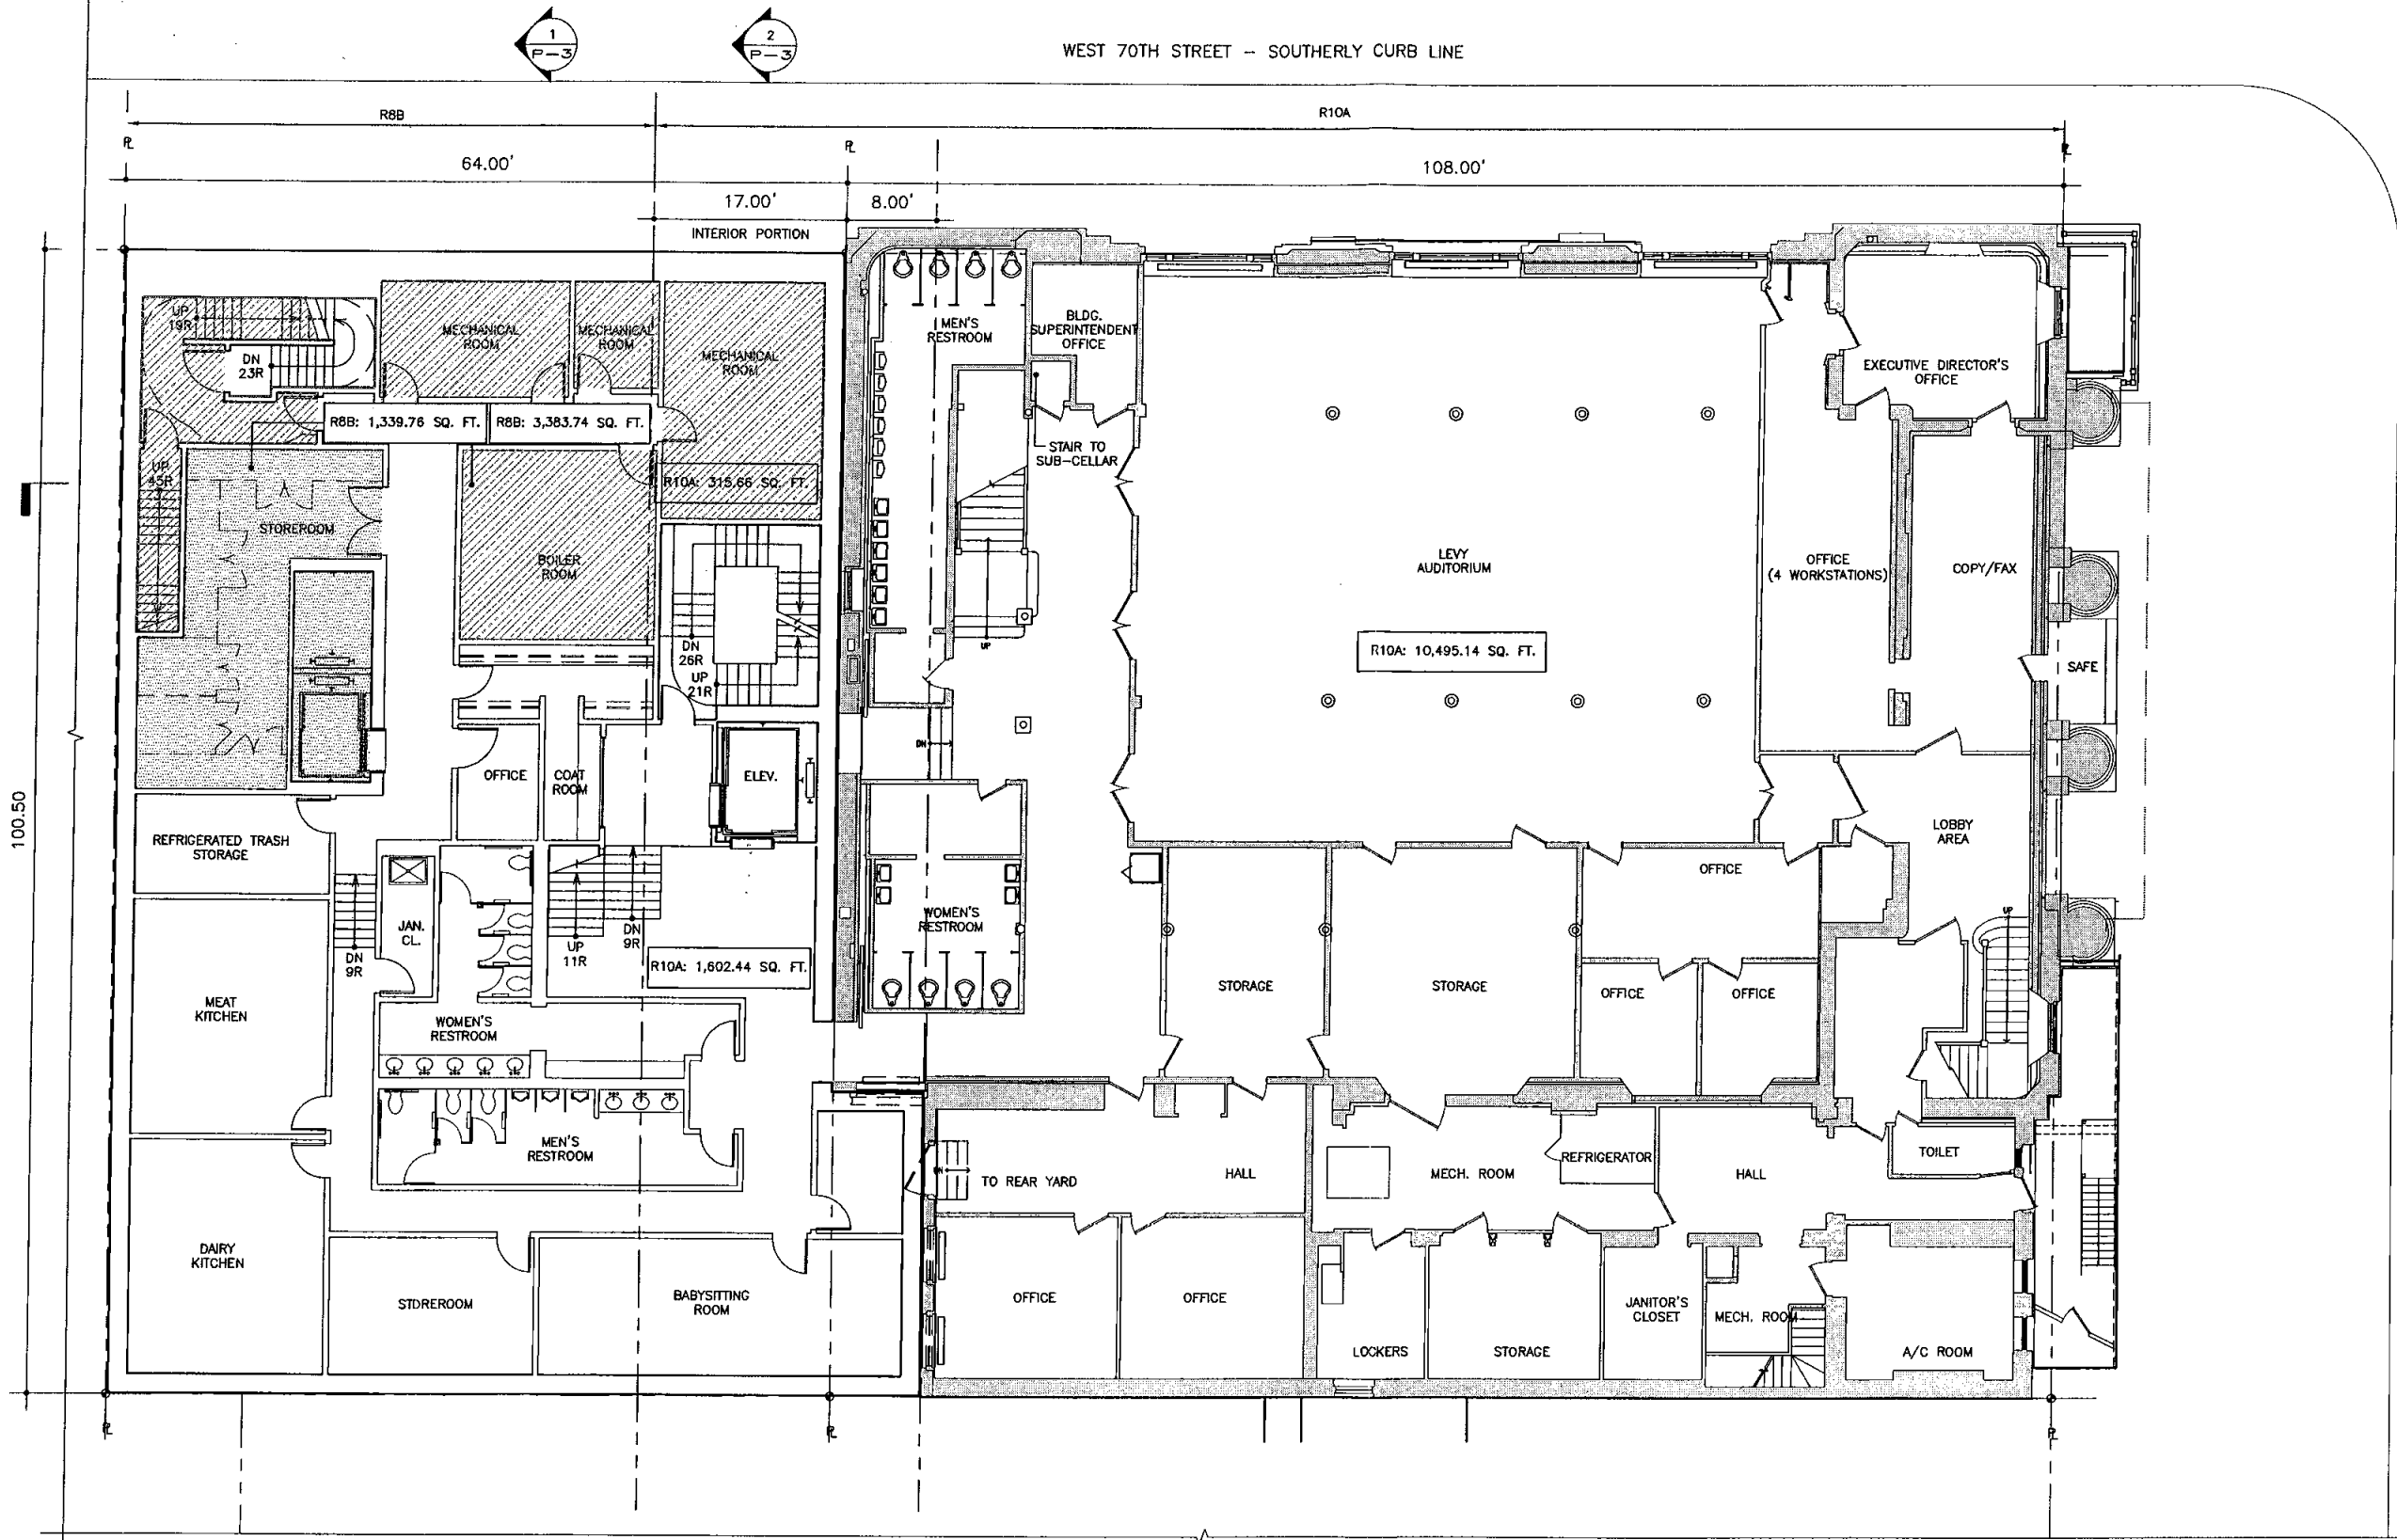 1
P-3
2
P-3
WEST 70TH STREET - SOUTHERLY CURB LINE
R8B
R10A
64.00'
108.00'
17.00'
8.00'
INTERIOR PORTION
100.50
UP
19R
DN
23R
MECHANICAL
ROOM
MECHANICAL
ROOM
MECHANICAL
ROOM
R8B: 1,339.76 SQ. FT.
R8B: 3,383.74 SQ. FT.
R10A: 315.66 SQ. FT.
UP
45R
STOREROOM
BOILER
ROOM
DN
26R
UP
21R
OFFICE
COAT
ROOM
ELEV.
REFRIGERATED TRASH
STORAGE
JAN.
CL.
DN
9R
UP
11R
DN
9R
R10A: 1,602.44 SQ. FT.
MEAT
KITCHEN
WOMEN'S
RESTROOM
MEN'S
RESTROOM
DAIRY
KITCHEN
STOREROOM
BABYSITTING
ROOM
MEN'S
RESTROOM
BLDG.
SUPERINTENDENT
OFFICE
STAIR TO
SUB-CELLAR
UP
DN
WOMEN'S
RESTROOM
LEVY
AUDITORIUM
R10A: 10,495.14 SQ. FT.
EXECUTIVE DIRECTOR'S
OFFICE
OFFICE
(4 WORKSTATIONS)
COPY/FAX
SAFE
LOBBY
AREA
UP
STORAGE
STORAGE
OFFICE
OFFICE
OFFICE
DN
TO REAR YARD
HALL
MECH. ROOM
REFRIGERATOR
HALL
TOILET
OFFICE
OFFICE
LOCKERS
STORAGE
JANITOR'S
CLOSET
MECH. ROOM
A/C ROOM